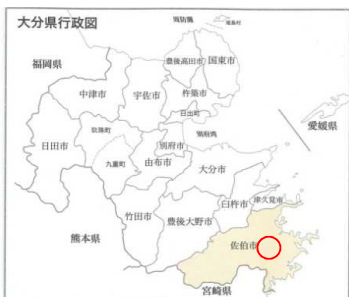 大分県行政図
姫島村
福岡県
豊後高田市
国東市
中津市
宇佐市
杵築市
日出町
愛媛県
玖珠町
別府市
別府湾
日田市
九重町
由布市
大分市
臼杵市
津久見市
竹田市
豊後大野市
熊本県
佐伯市
宮崎県